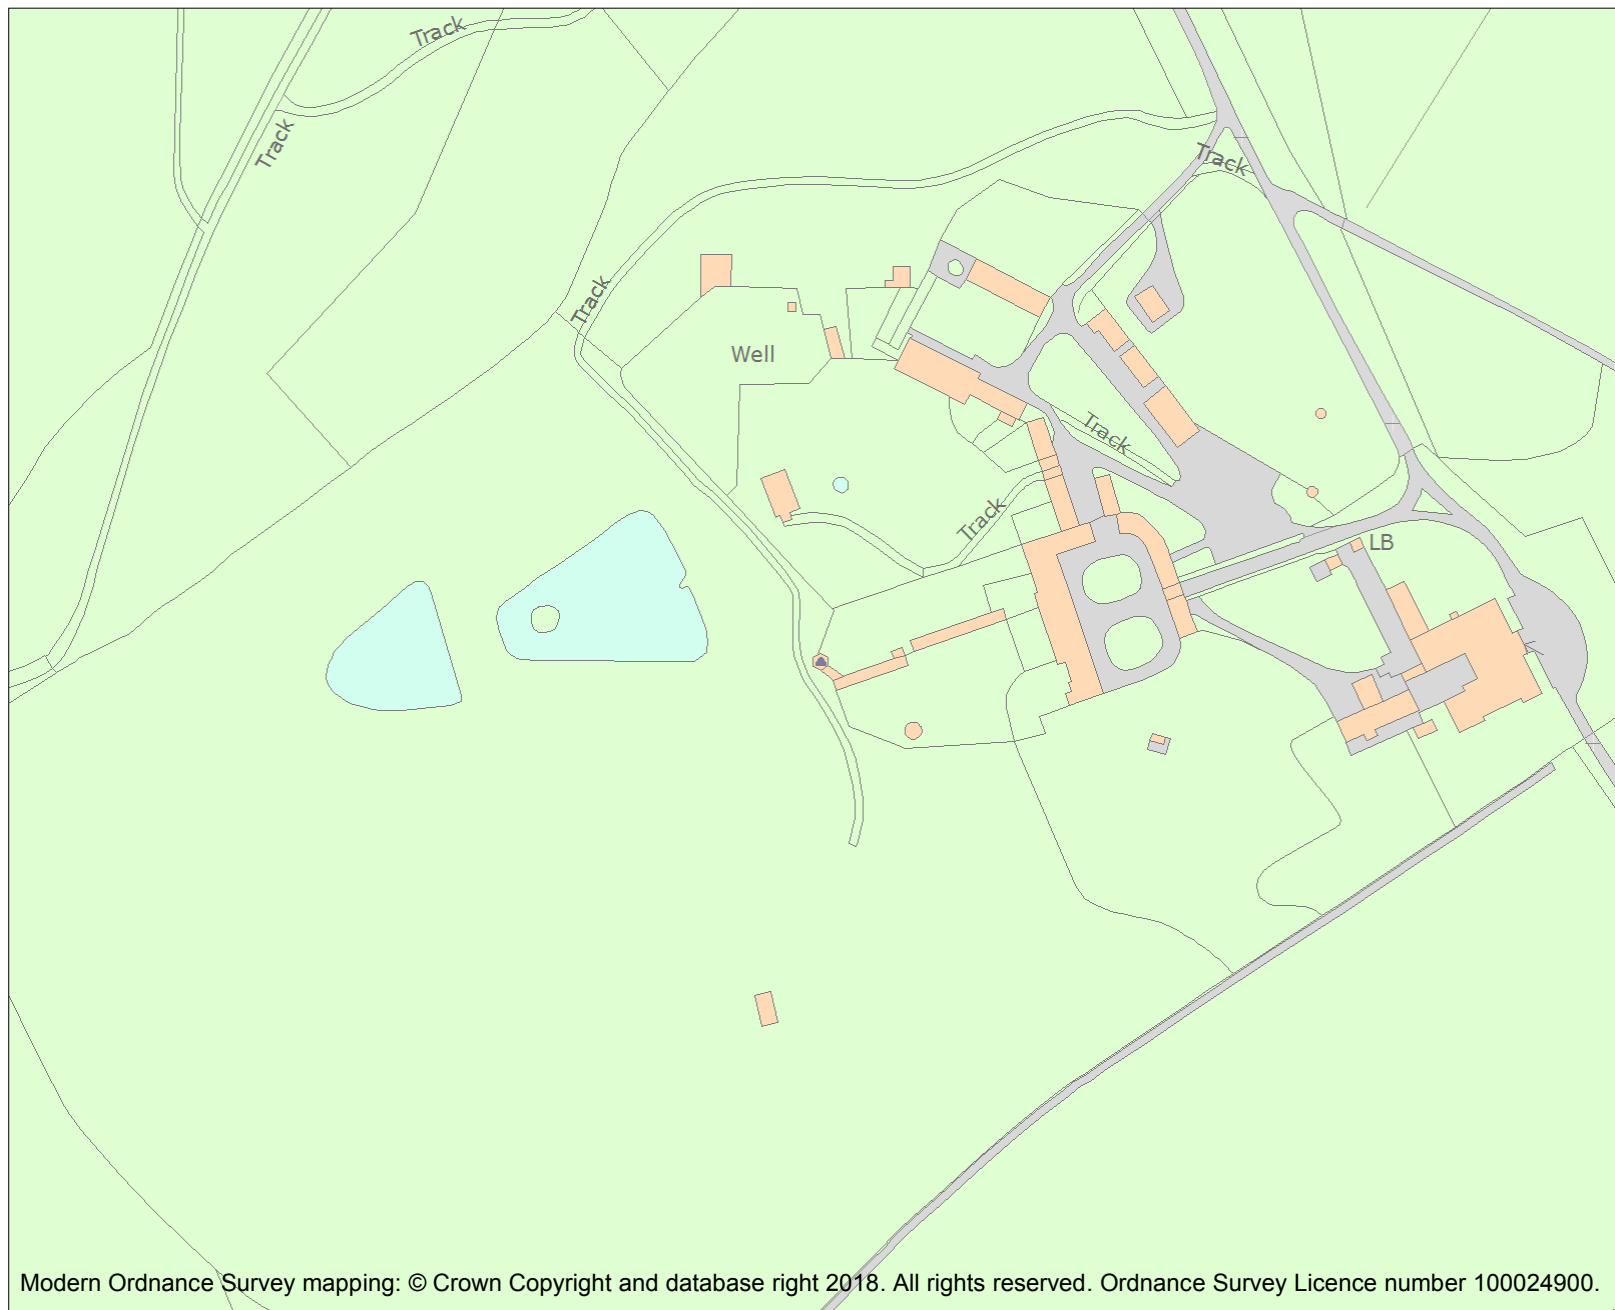 Track
Track
Track
Track
Well
Track
Track
LB
Modern Ordnance Survey mapping: © Crown Copyright and database right 2018. All rights reserved. Ordnance Survey Licence number 100024900.